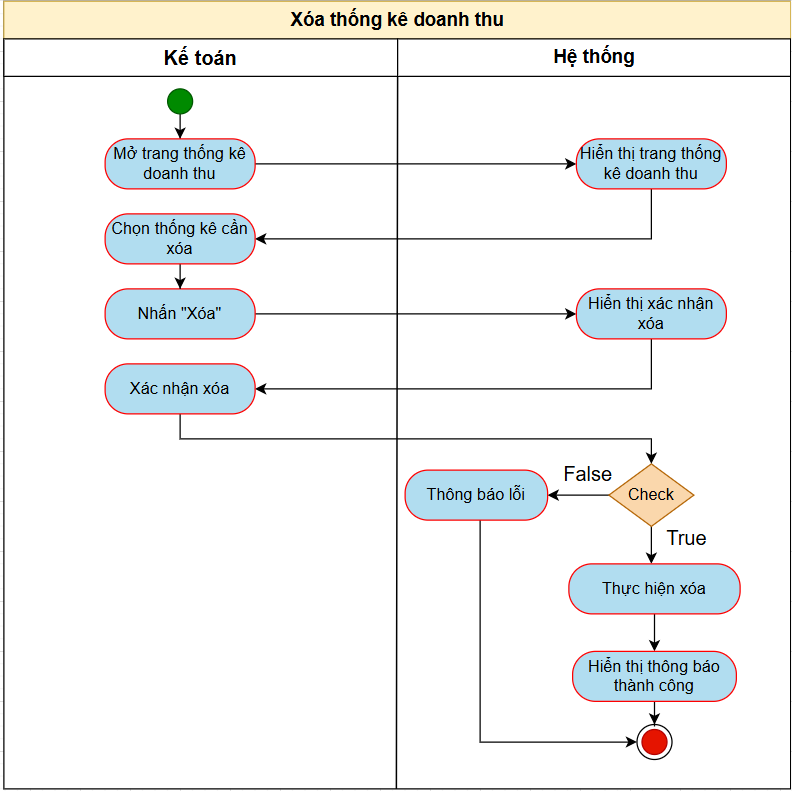 Xóa thống kê doanh thu
Kế toán
Hệ thống
Mở trang thống kê
doanh thu
Hiển thị trang thống
kê doanh thu
Chọn thống kê cần
xóa
Nhấn "Xóa"
Hiển thị xác nhận
xóa
Xác nhận xóa
False
Thông báo lỗi
Check
True
Thực hiện xóa
Hiển thị thông báo
thành công